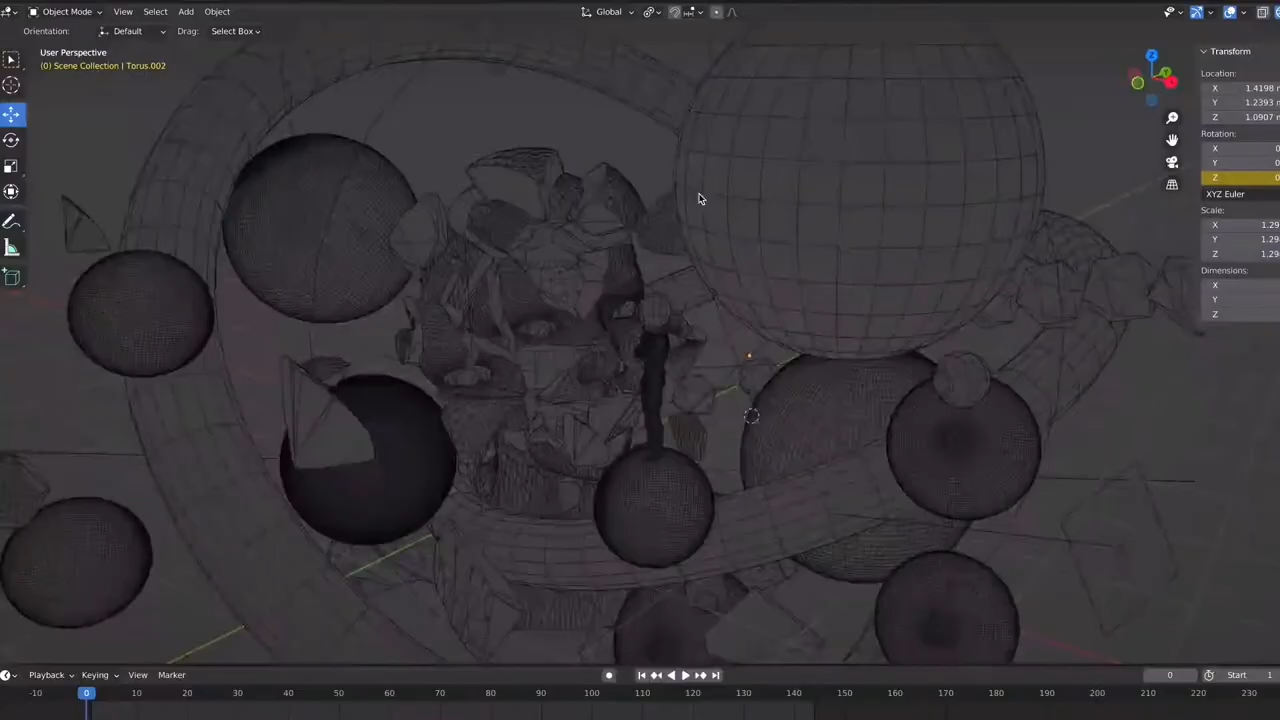 Object Mode View Select Add Object Global
Orientation: Default Drag: Select Box
User Perspective
(0) Scene Collection | Torus.002
Transform
Location:
X 1.4198
Y 1.2393
Z 1.0907
Rotation:
X 0
Y 0
Z 0
XYZ Euler
Scale:
X 1.29
Y 1.29
Z 1.29
Dimensions:
X
Y
Z
Z
Y
Playback Keying View Marker 0 Start 1
-10 0 10 20 30 40 50 60 70 80 90 100 110 120 130 140 150 160 170 180 190 200 210 220 230